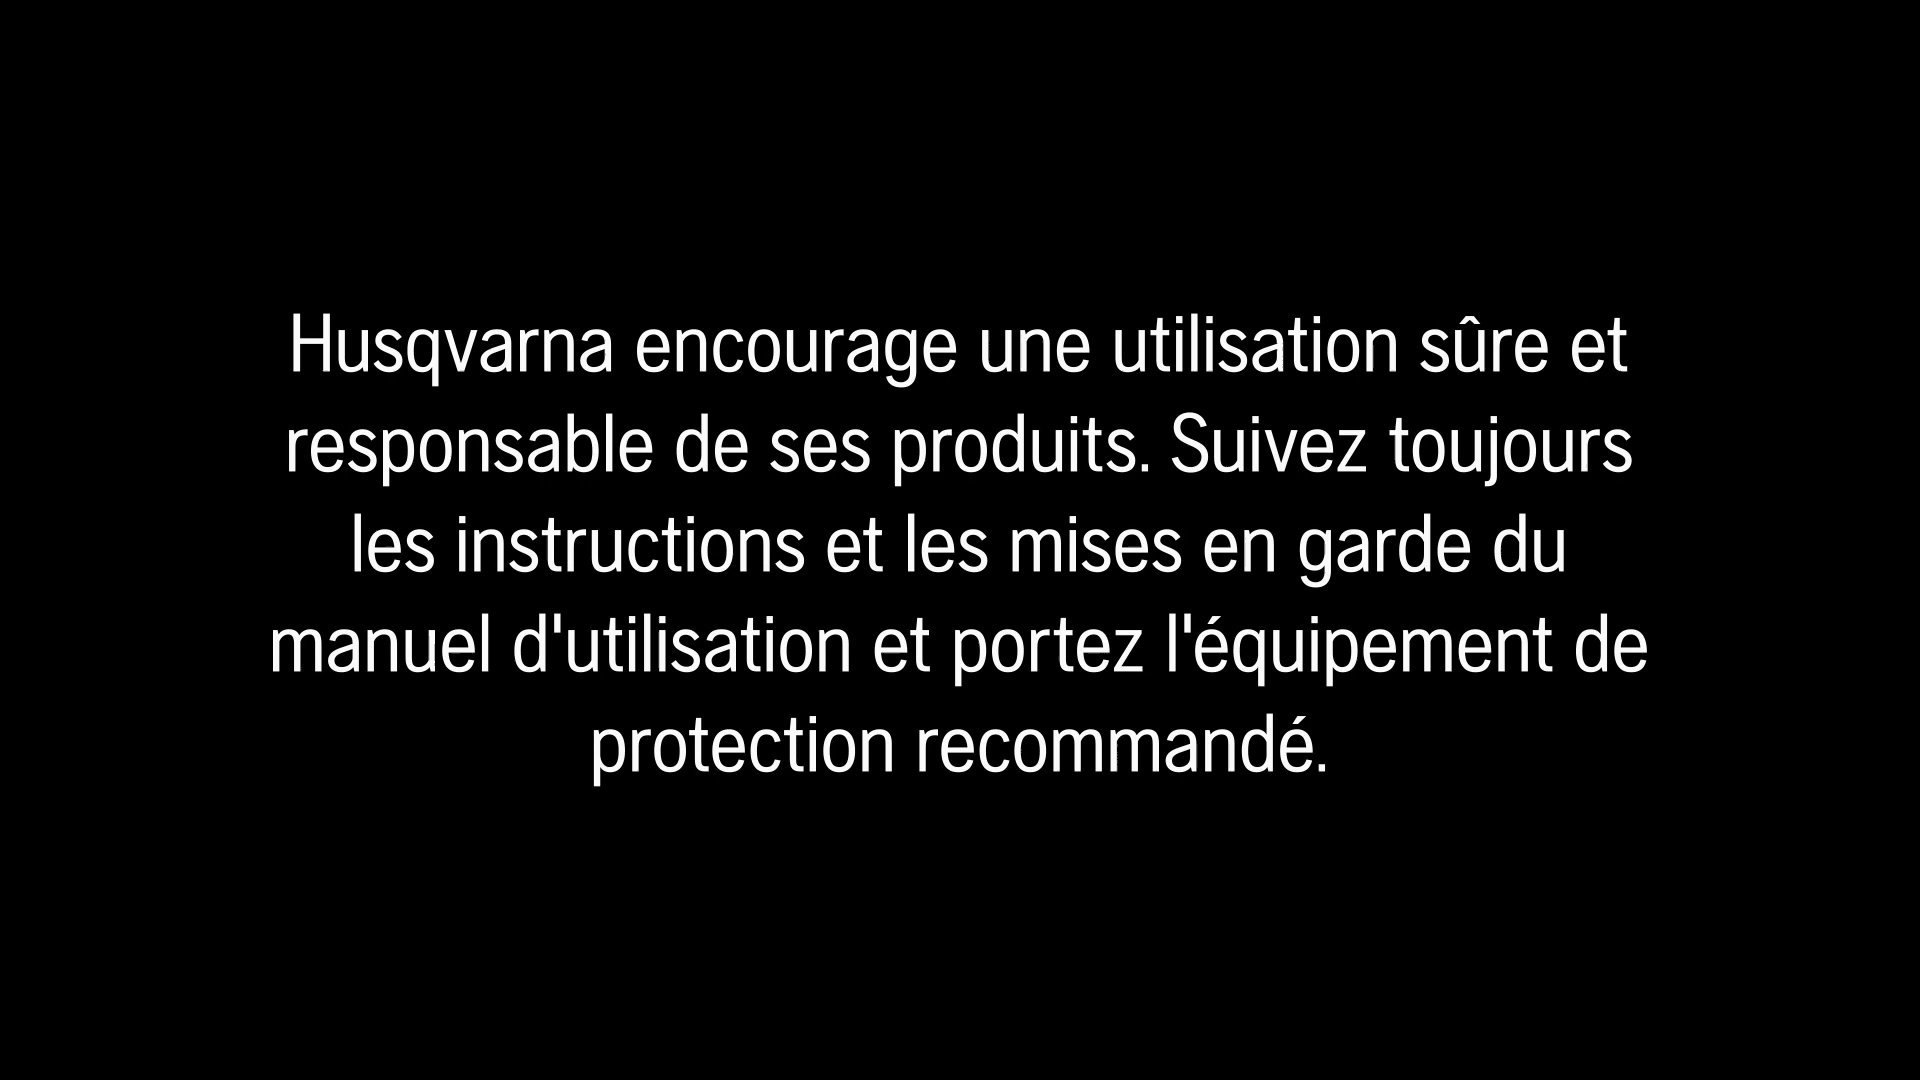 Husqvarna encourage une utilisation sûre et
responsable de ses produits. Suivez toujours
les instructions et les mises en garde du
manuel d'utilisation et portez l'équipement de
protection recommandé.